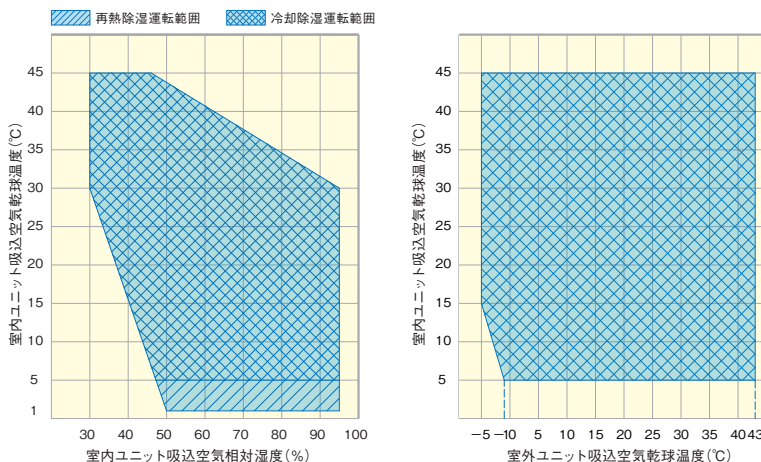 再熱除湿運転範囲 冷却除湿運転範囲
室内ユニット吸込空気乾球温度(℃)
45
40
35
30
25
20
15
10
5
1
30 40 50 60 70 80 90 100
室内ユニット吸込空気相対湿度(%)
室内ユニット吸込空気乾球温度(℃)
45
40
35
30
25
20
15
10
5
−5 −10 5 10 15 20 25 30 35 40 43
室外ユニット吸込空気乾球温度(℃)